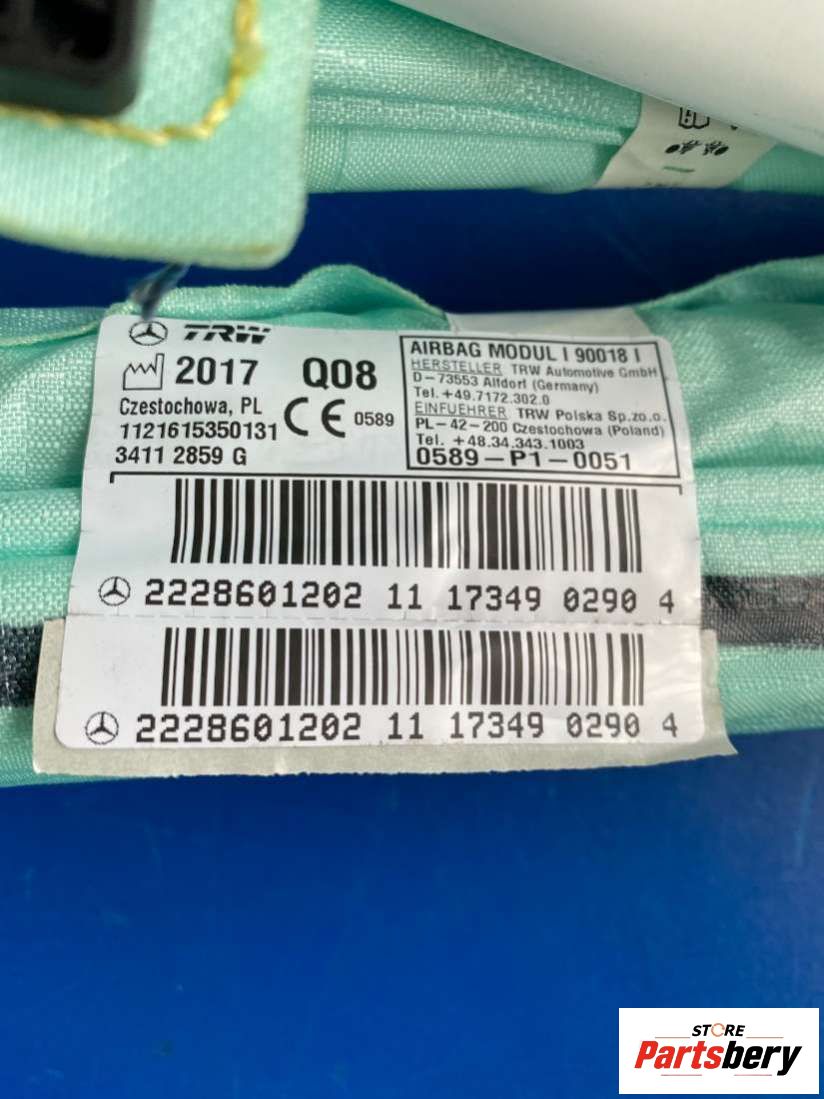 TRW
2017 Q08
Czestochowa, PL
1121615350131
3411 2859 G
CE 0589
AIRBAG MODUL I 90018 I
HERSTELLER TRW Automotive GmbH
D-73553 Alfdorf (Germany)
Tel. +49.7172.302.0
EINFUEHRER TRW Polska Sp.zo.o.
PL-42-200 Czestochowa (Poland)
Tel. +48.34.343.1003
0589-P1-0051
2228601202 11 17349 0290 4
2228601202 11 17349 0290 4
STORE
Partsbery